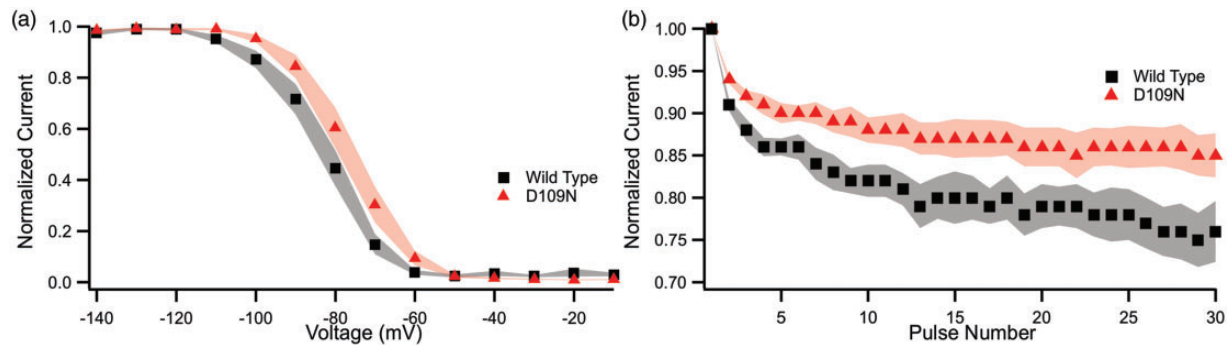 (a)
1.0
0.8
0.6
0.4
0.2
0.0
Normalized Current
Wild Type
D109N
-140 -120 -100 -80 -60 -40 -20
Voltage (mV)
(b)
1.00
0.95
0.90
0.85
0.80
0.75
0.70
Normalized Current
Wild Type
D109N
5 10 15 20 25 30
Pulse Number